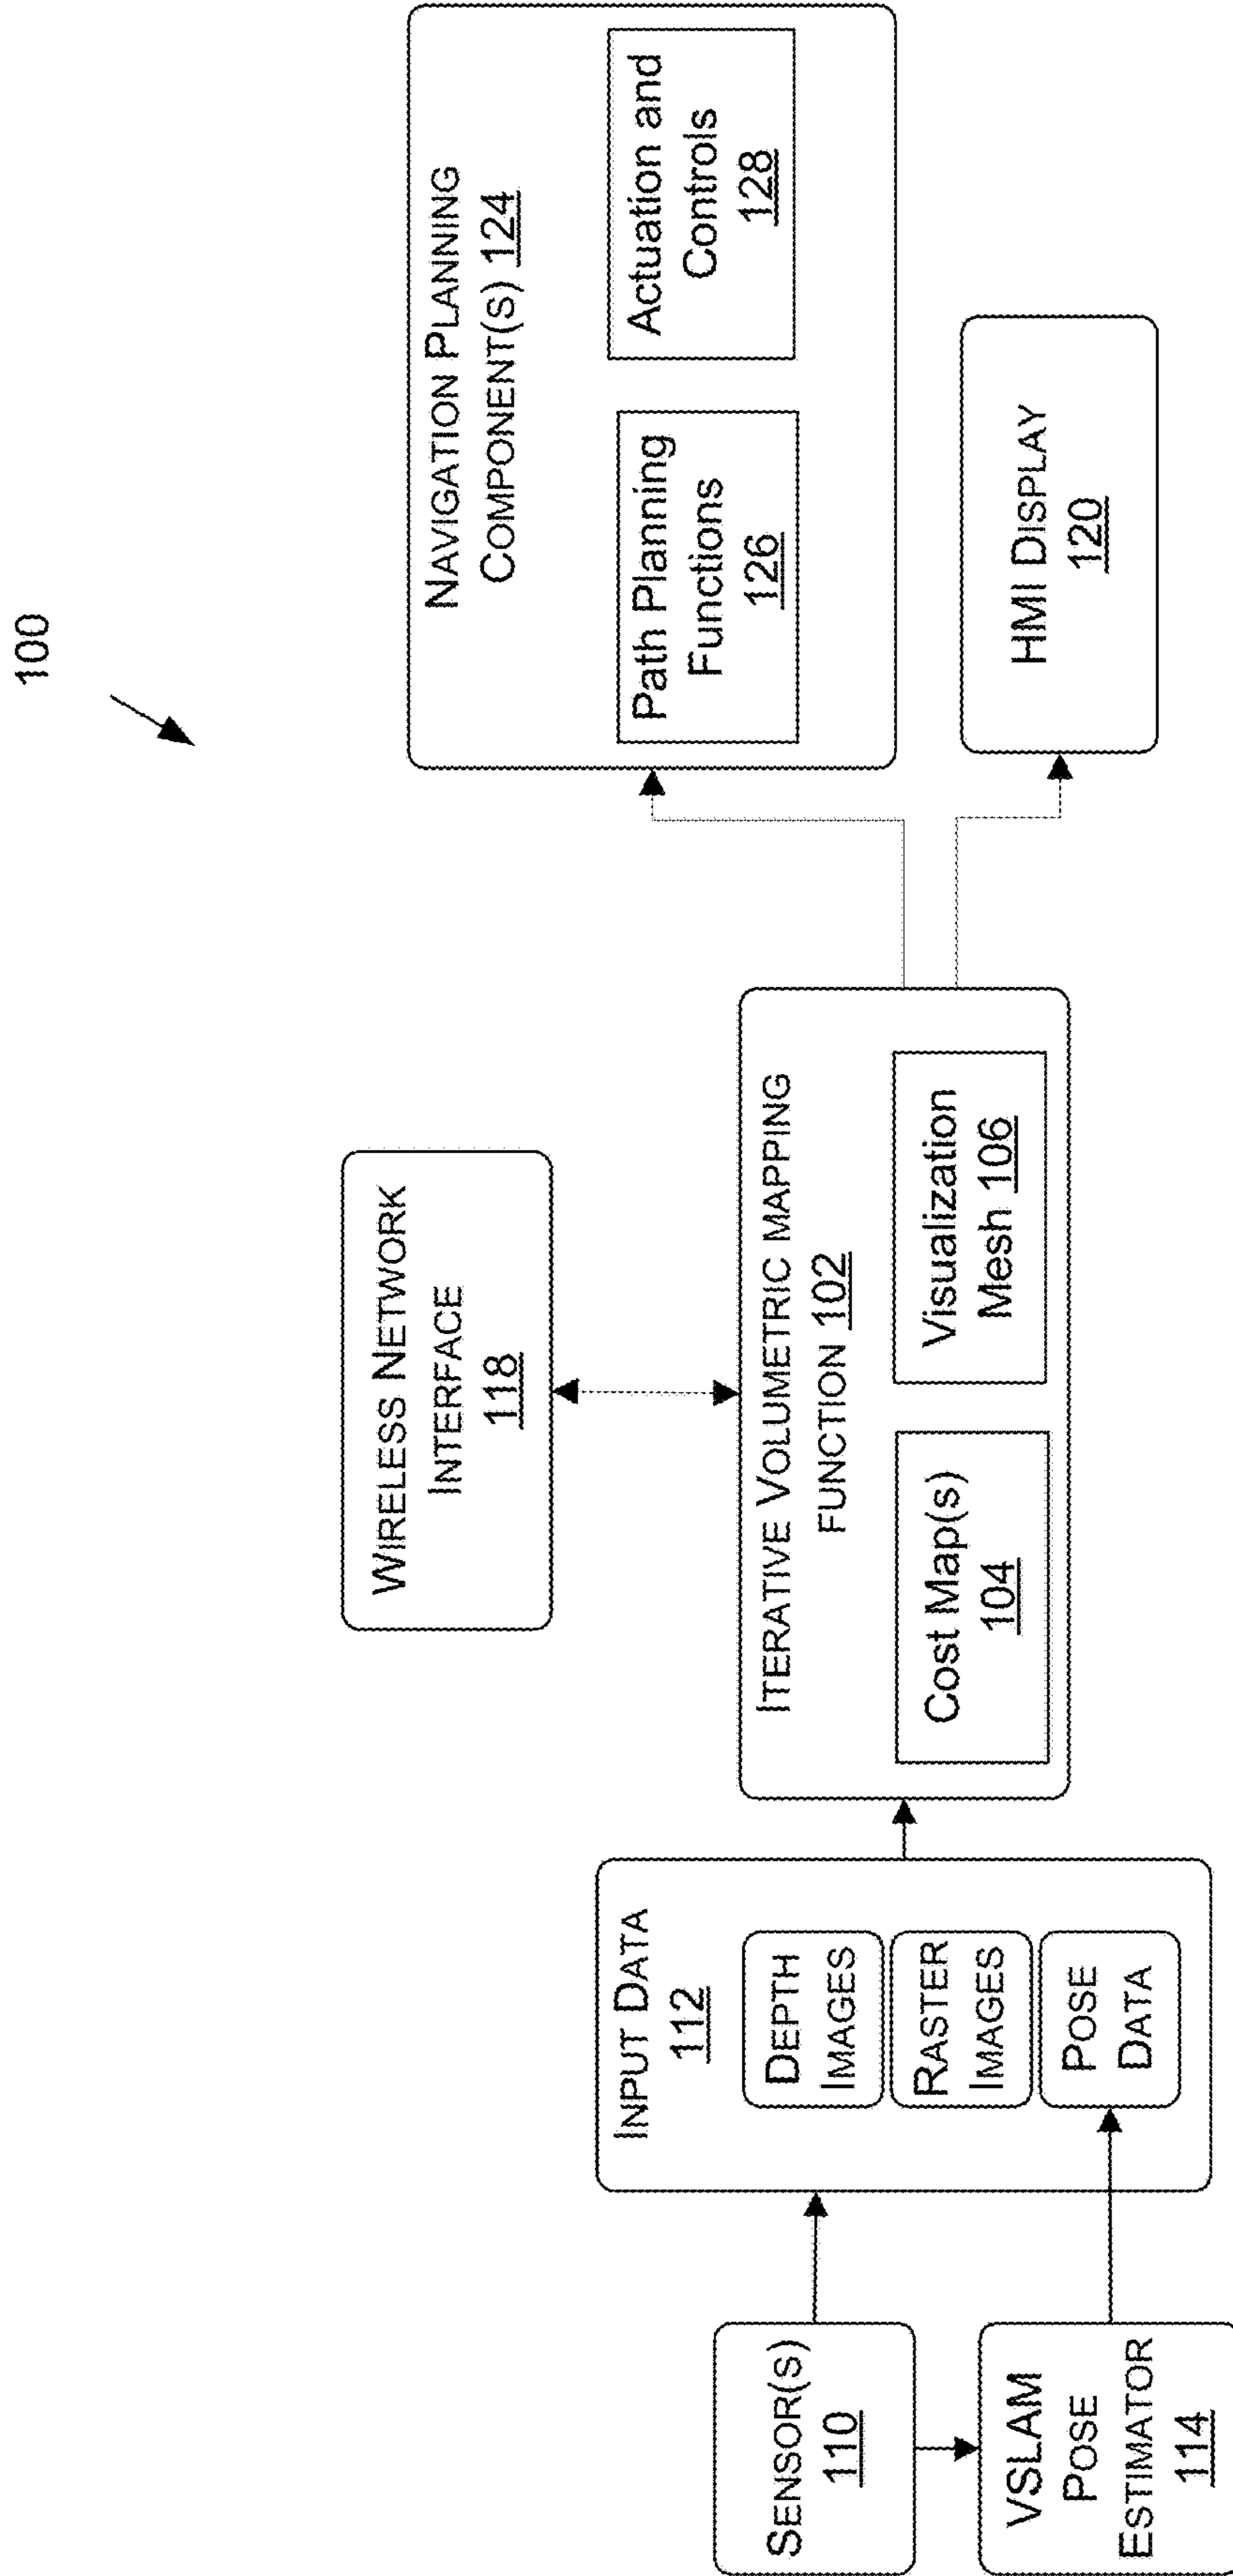 100
WIRELESS NETWORK
INTERFACE
118
NAVIGATION PLANNING
COMPONENT(S) 124
Path Planning
Functions
126
Actuation and
Controls
128
INPUT DATA
112
DEPTH
IMAGES
RASTER
IMAGES
POSE
DATA
SENSOR(S)
110
VSLAM
POSE
ESTIMATOR
114
ITERATIVE VOLUMETRIC MAPPING
FUNCTION 102
Cost Map(s)
104
Visualization
Mesh 106
HMI DISPLAY
120